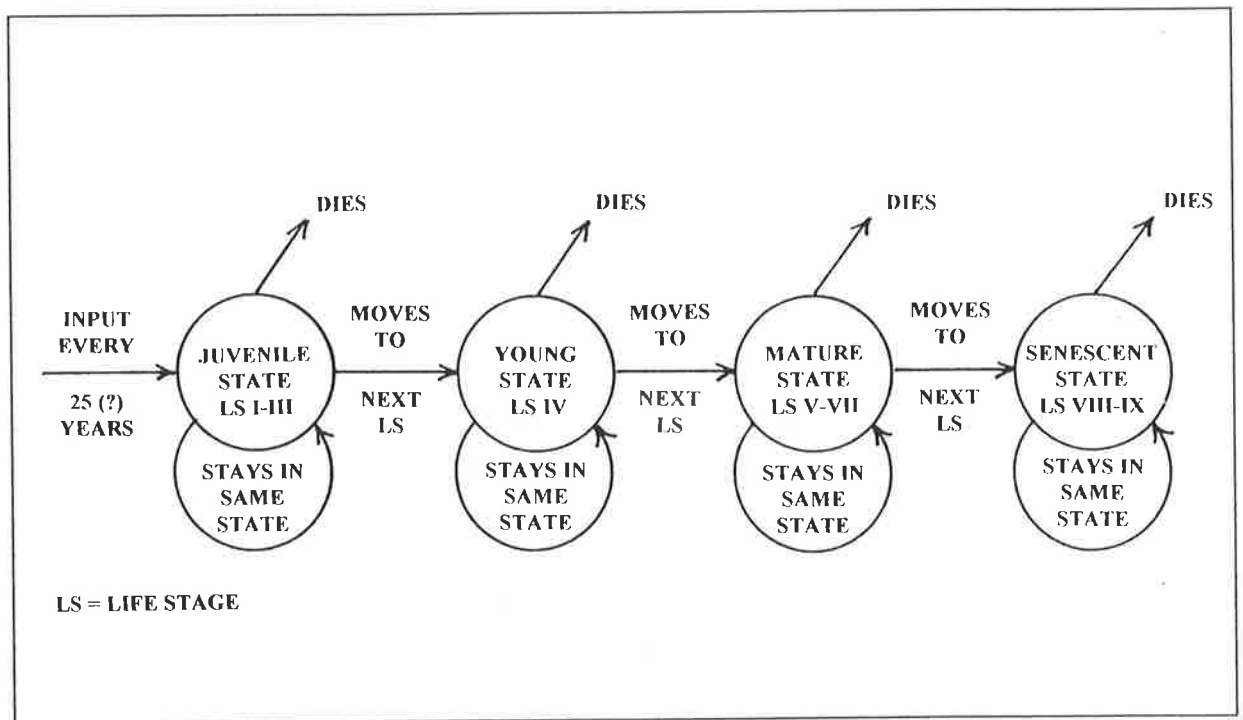 DIES
DIES
DIES
DIES
INPUT
EVERY
25 (?)
YEARS
JUVENILE
STATE
LS I-III
STAYS IN
SAME
STATE
MOVES
TO
NEXT
LS
YOUNG
STATE
LS IV
STAYS IN
SAME
STATE
MOVES
TO
NEXT
LS
MATURE
STATE
LS V-VII
STAYS IN
SAME
STATE
MOVES
TO
NEXT
LS
SENESCENT
STATE
LS VIII-IX
STAYS IN
SAME
STATE
LS = LIFE STAGE